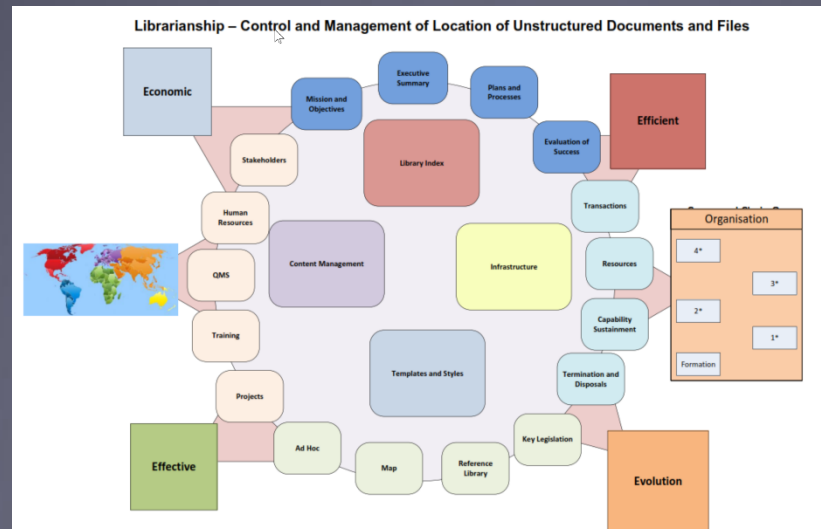 Librarianship – Control and Management of Location of Unstructured Documents and Files
Economic
Mission and
Objectives
Executive
Summary
Plans and
Processes
Evaluation of
Success
Efficient
Stakeholders
Library Index
Transactions
Human
Resources
Organisation
4*
3*
2*
1*
Formation
Content Management
Infrastructure
Resources
QMS
Capability
Sustainment
Training
Templates and Styles
Termination and
Disposals
Projects
Effective
Ad Hoc
Map
Reference
Library
Key Legislation
Evolution